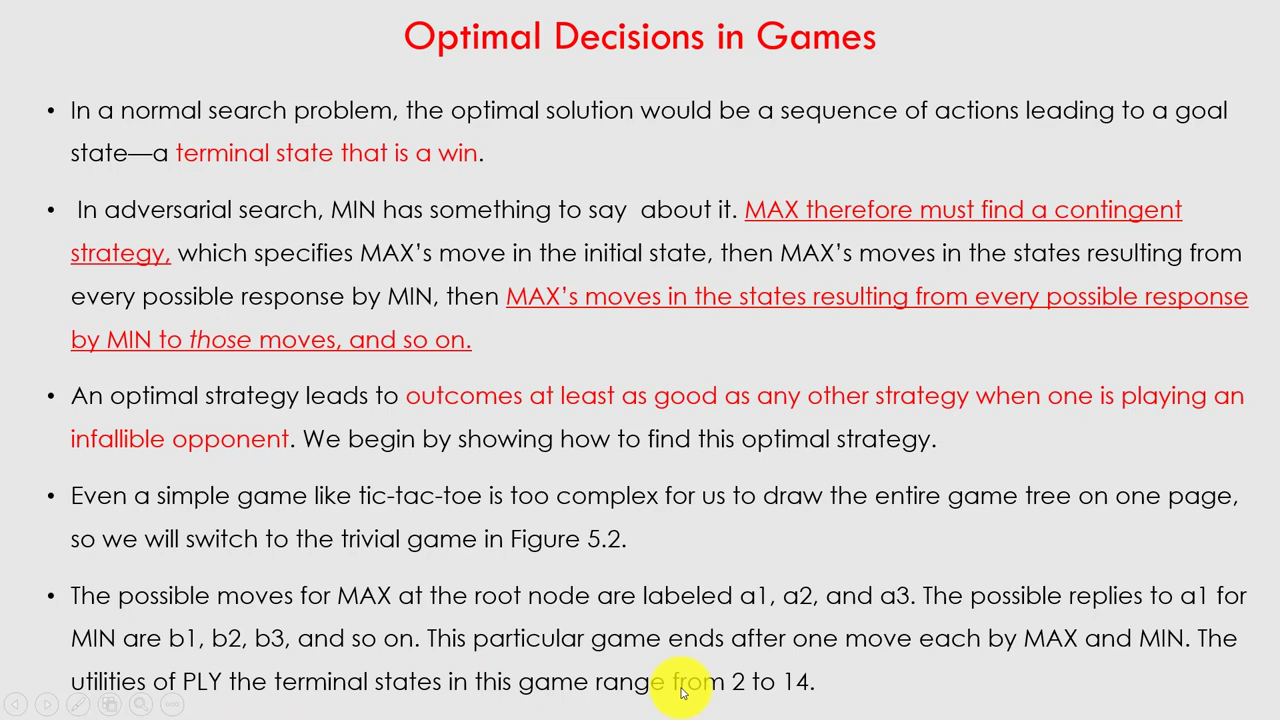 Optimal Decisions in Games
• In a normal search problem, the optimal solution would be a sequence of actions leading to a goal
state—a terminal state that is a win.
• In adversarial search, MIN has something to say about it. MAX therefore must find a contingent
strategy, which specifies MAX’s move in the initial state, then MAX’s moves in the states resulting from
every possible response by MIN, then MAX’s moves in the states resulting from every possible response
by MIN to those moves, and so on.
• An optimal strategy leads to outcomes at least as good as any other strategy when one is playing an
infallible opponent. We begin by showing how to find this optimal strategy.
• Even a simple game like tic-tac-toe is too complex for us to draw the entire game tree on one page,
so we will switch to the trivial game in Figure 5.2.
• The possible moves for MAX at the root node are labeled a1, a2, and a3. The possible replies to a1 for
MIN are b1, b2, b3, and so on. This particular game ends after one move each by MAX and MIN. The
utilities of PLY the terminal states in this game range from 2 to 14.